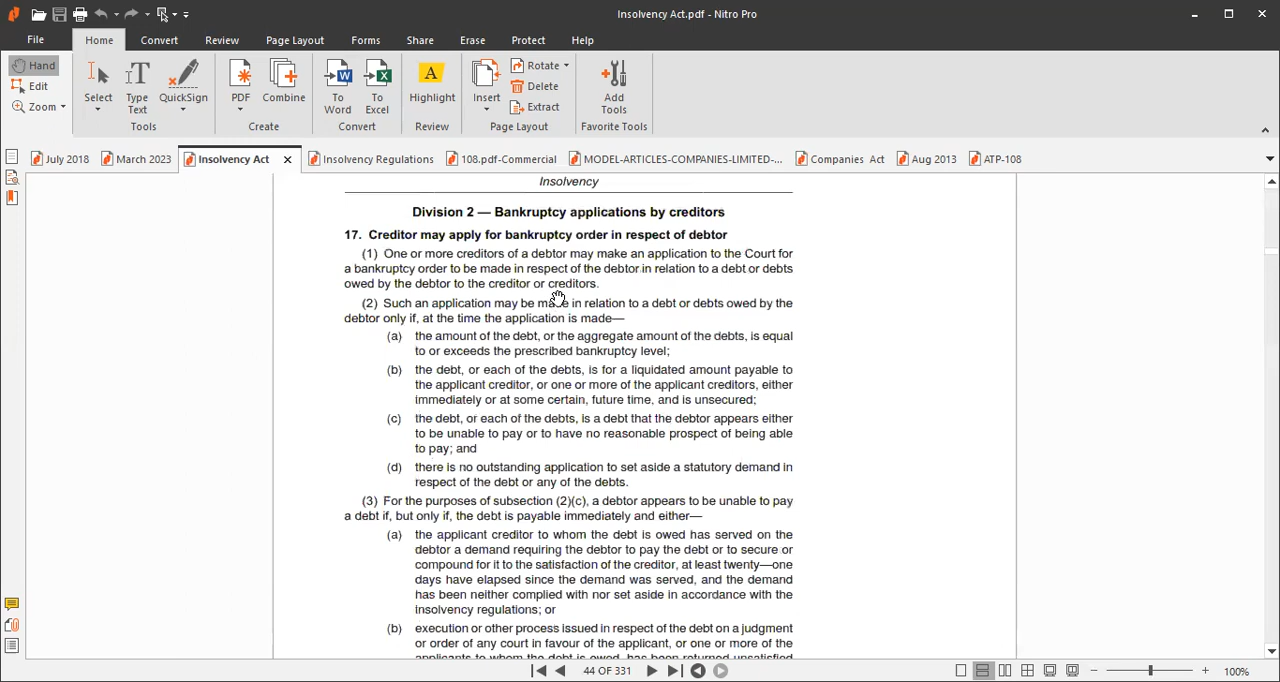 Insolvency Act.pdf - Nitro Pro
File Home Convert Review Page Layout Forms Share Erase Protect Help
Hand
Edit
Zoom
Select
Type Text
QuickSign
Tools
PDF
Combine
Create
To Word
To Excel
Convert
Highlight
Review
Insert
Rotate
Delete
Extract
Page Layout
Add Tools
Favorite Tools
July 2018 March 2023 Insolvency Act Insolvency Regulations 108.pdf-Commercial MODEL-ARTICLES-COMPANIES-LIMITED-... Companies Act Aug 2013 ATP-108
Insolvency
Division 2 — Bankruptcy applications by creditors
17. Creditor may apply for bankruptcy order in respect of debtor
(1) One or more creditors of a debtor may make an application to the Court for
a bankruptcy order to be made in respect of the debtor in relation to a debt or debts
owed by the debtor to the creditor or creditors.
(2) Such an application may be made in relation to a debt or debts owed by the
debtor only if, at the time the application is made—
(a) the amount of the debt, or the aggregate amount of the debts, is equal
to or exceeds the prescribed bankruptcy level;
(b) the debt, or each of the debts, is for a liquidated amount payable to
the applicant creditor, or one or more of the applicant creditors, either
immediately or at some certain, future time, and is unsecured;
(c) the debt, or each of the debts, is a debt that the debtor appears either
to be unable to pay or to have no reasonable prospect of being able
to pay; and
(d) there is no outstanding application to set aside a statutory demand in
respect of the debt or any of the debts.
(3) For the purposes of subsection (2)(c), a debtor appears to be unable to pay
a debt if, but only if, the debt is payable immediately and either—
(a) the applicant creditor to whom the debt is owed has served on the
debtor a demand requiring the debtor to pay the debt or to secure or
compound for it to the satisfaction of the creditor, at least twenty—one
days have elapsed since the demand was served, and the demand
has been neither complied with nor set aside in accordance with the
insolvency regulations; or
(b) execution or other process issued in respect of the debt on a judgment
or order of any court in favour of the applicant, or one or more of the
applicants to whom the debt is owed, has been returned unsatisfied
44 OF 331
100%